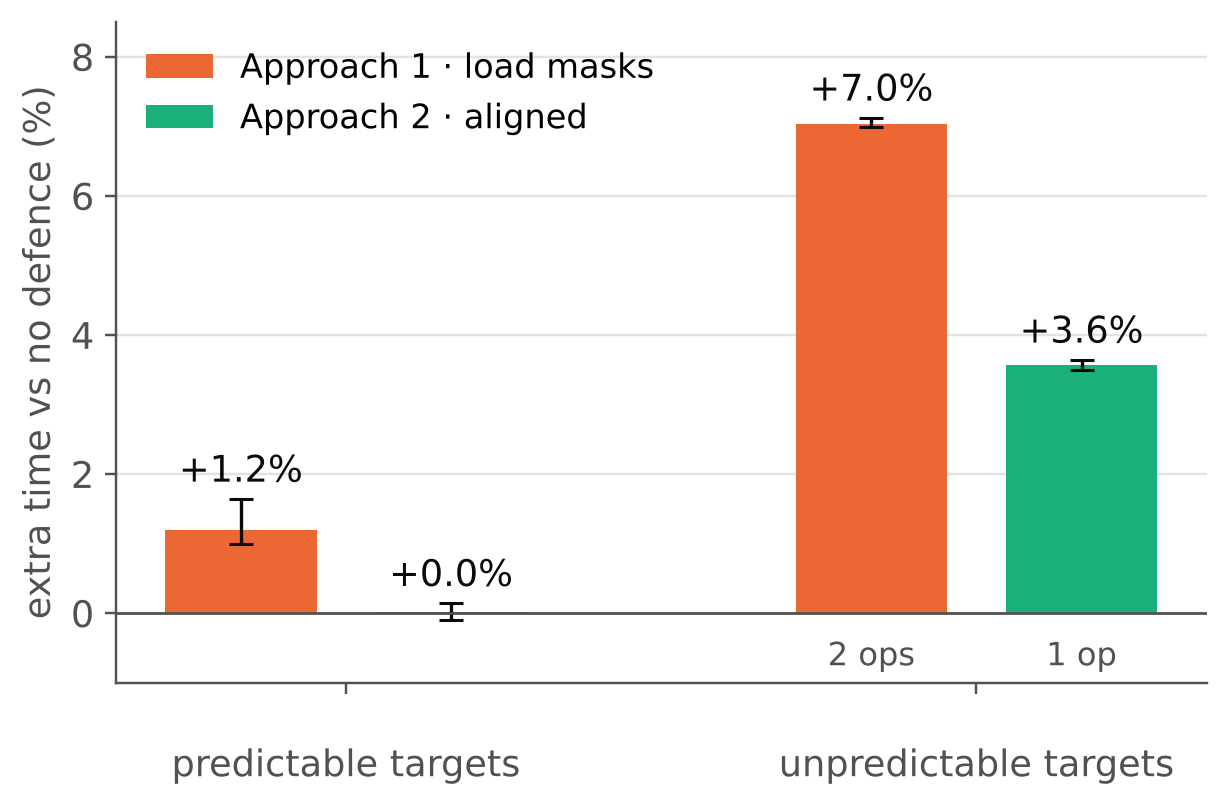 extra time vs no defence (%)
8
6
4
2
0
Approach 1 · load masks
Approach 2 · aligned
+1.2%
+0.0%
+7.0%
+3.6%
2 ops
1 op
predictable targets
unpredictable targets